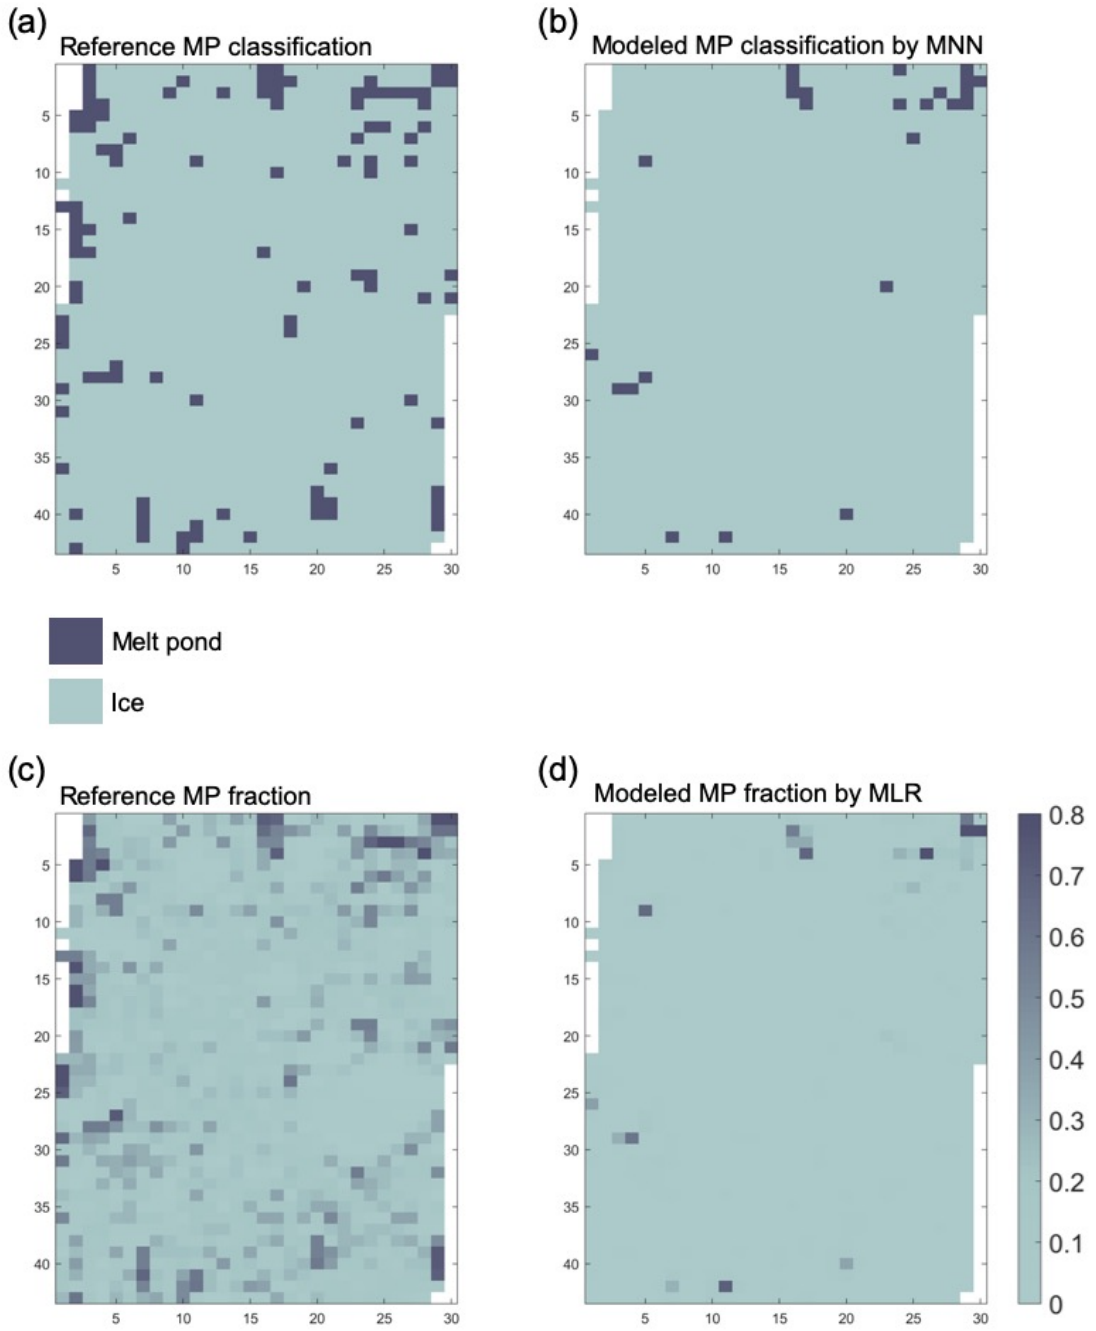 (a)
Reference MP classification
5
10
15
20
25
30
35
40
5 10 15 20 25 30
(b)
Modeled MP classification by MNN
5
10
15
20
25
30
35
40
5 10 15 20 25 30
Melt pond
Ice
(c)
Reference MP fraction
5
10
15
20
25
30
35
40
5 10 15 20 25 30
(d)
Modeled MP fraction by MLR
5
10
15
20
25
30
35
40
5 10 15 20 25 30
0.8
0.7
0.6
0.5
0.4
0.3
0.2
0.1
0